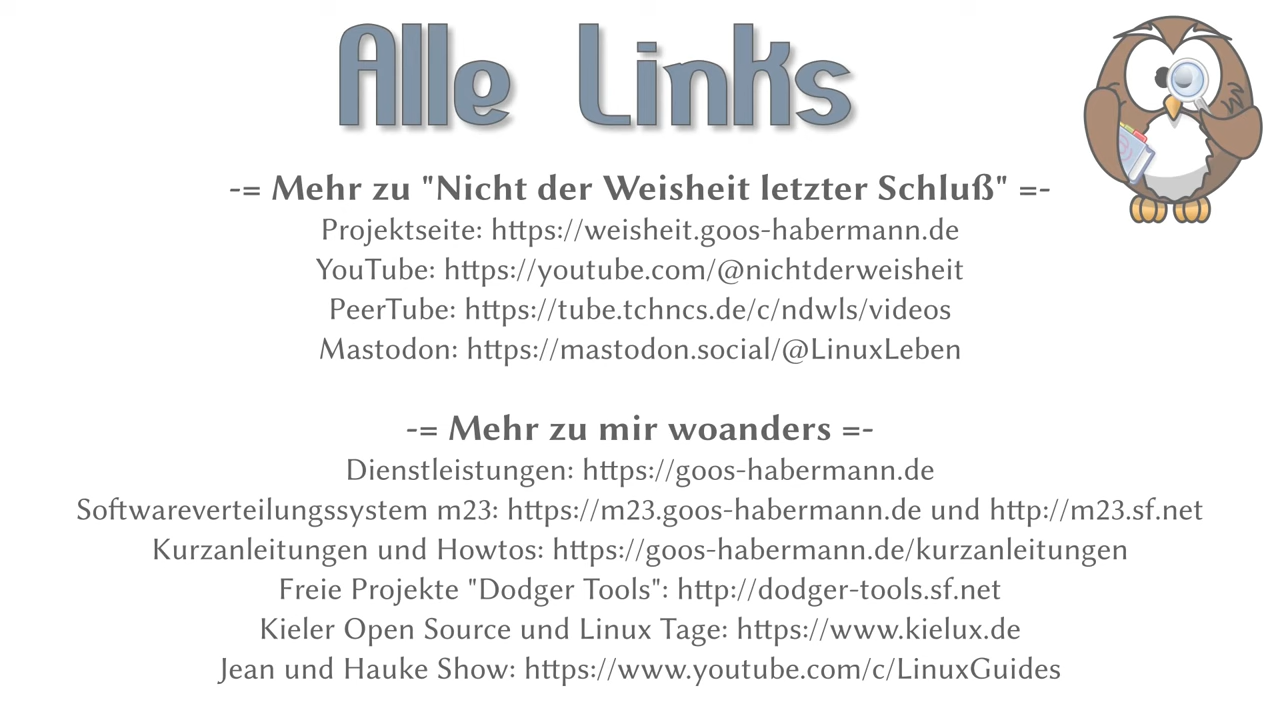 Alle Links
-= Mehr zu "Nicht der Weisheit letzter Schluß" =-
Projektseite: https://weisheit.goos-habermann.de
YouTube: https://youtube.com/@nichtderweisheit
PeerTube: https://tube.tchncs.de/c/ndwls/videos
Mastodon: https://mastodon.social/@LinuxLeben
-= Mehr zu mir woanders =-
Dienstleistungen: https://goos-habermann.de
Softwareverteilungssystem m23: https://m23.goos-habermann.de und http://m23.sf.net
Kurzanleitungen und Howtos: https://goos-habermann.de/kurzanleitungen
Freie Projekte "Dodger Tools": http://dodger-tools.sf.net
Kieler Open Source und Linux Tage: https://www.kielux.de
Jean und Hauke Show: https://www.youtube.com/c/LinuxGuides